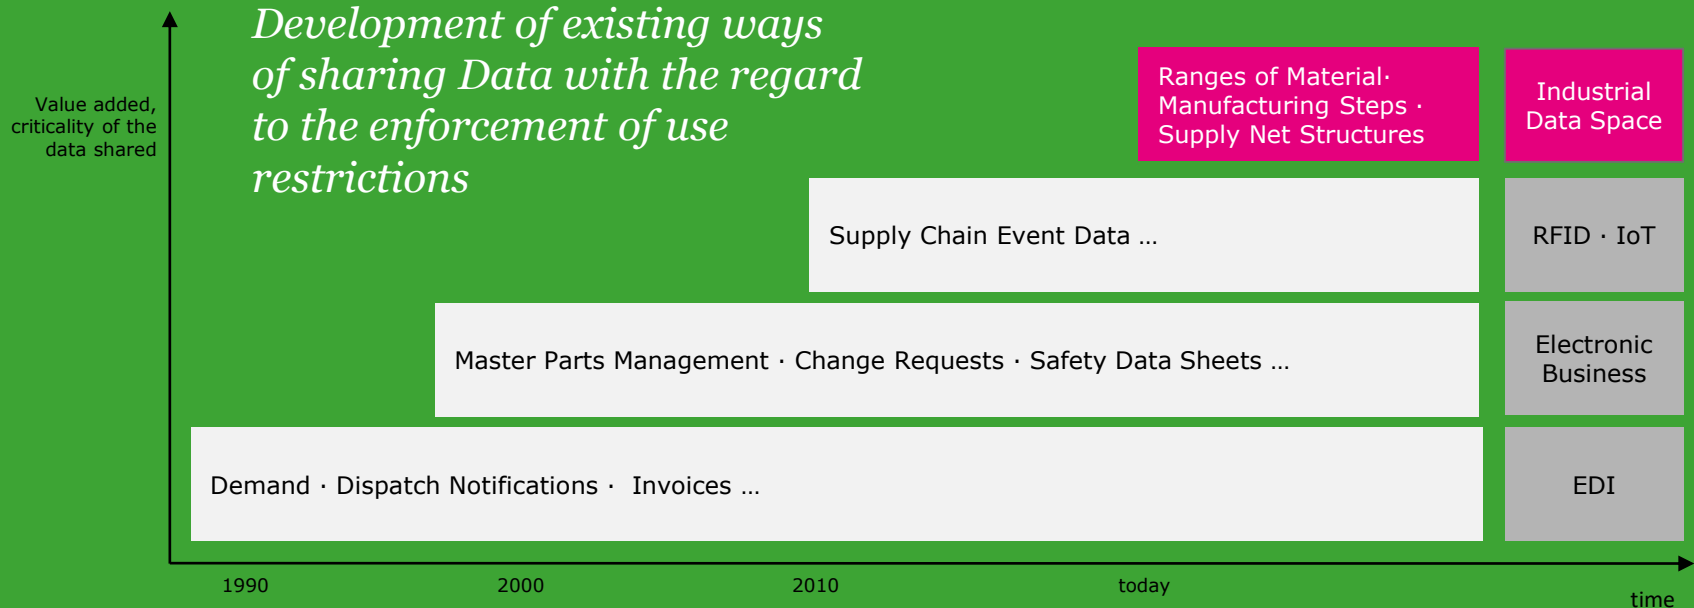 Development of existing ways
of sharing Data with the regard
to the enforcement of use
restrictions
Value added,
criticality of the
data shared
Ranges of Material·
Manufacturing Steps ·
Supply Net Structures
Industrial
Data Space
Supply Chain Event Data …
RFID · IoT
Master Parts Management · Change Requests · Safety Data Sheets …
Electronic
Business
Demand · Dispatch Notifications · Invoices …
EDI
1990
2000
2010
today
time